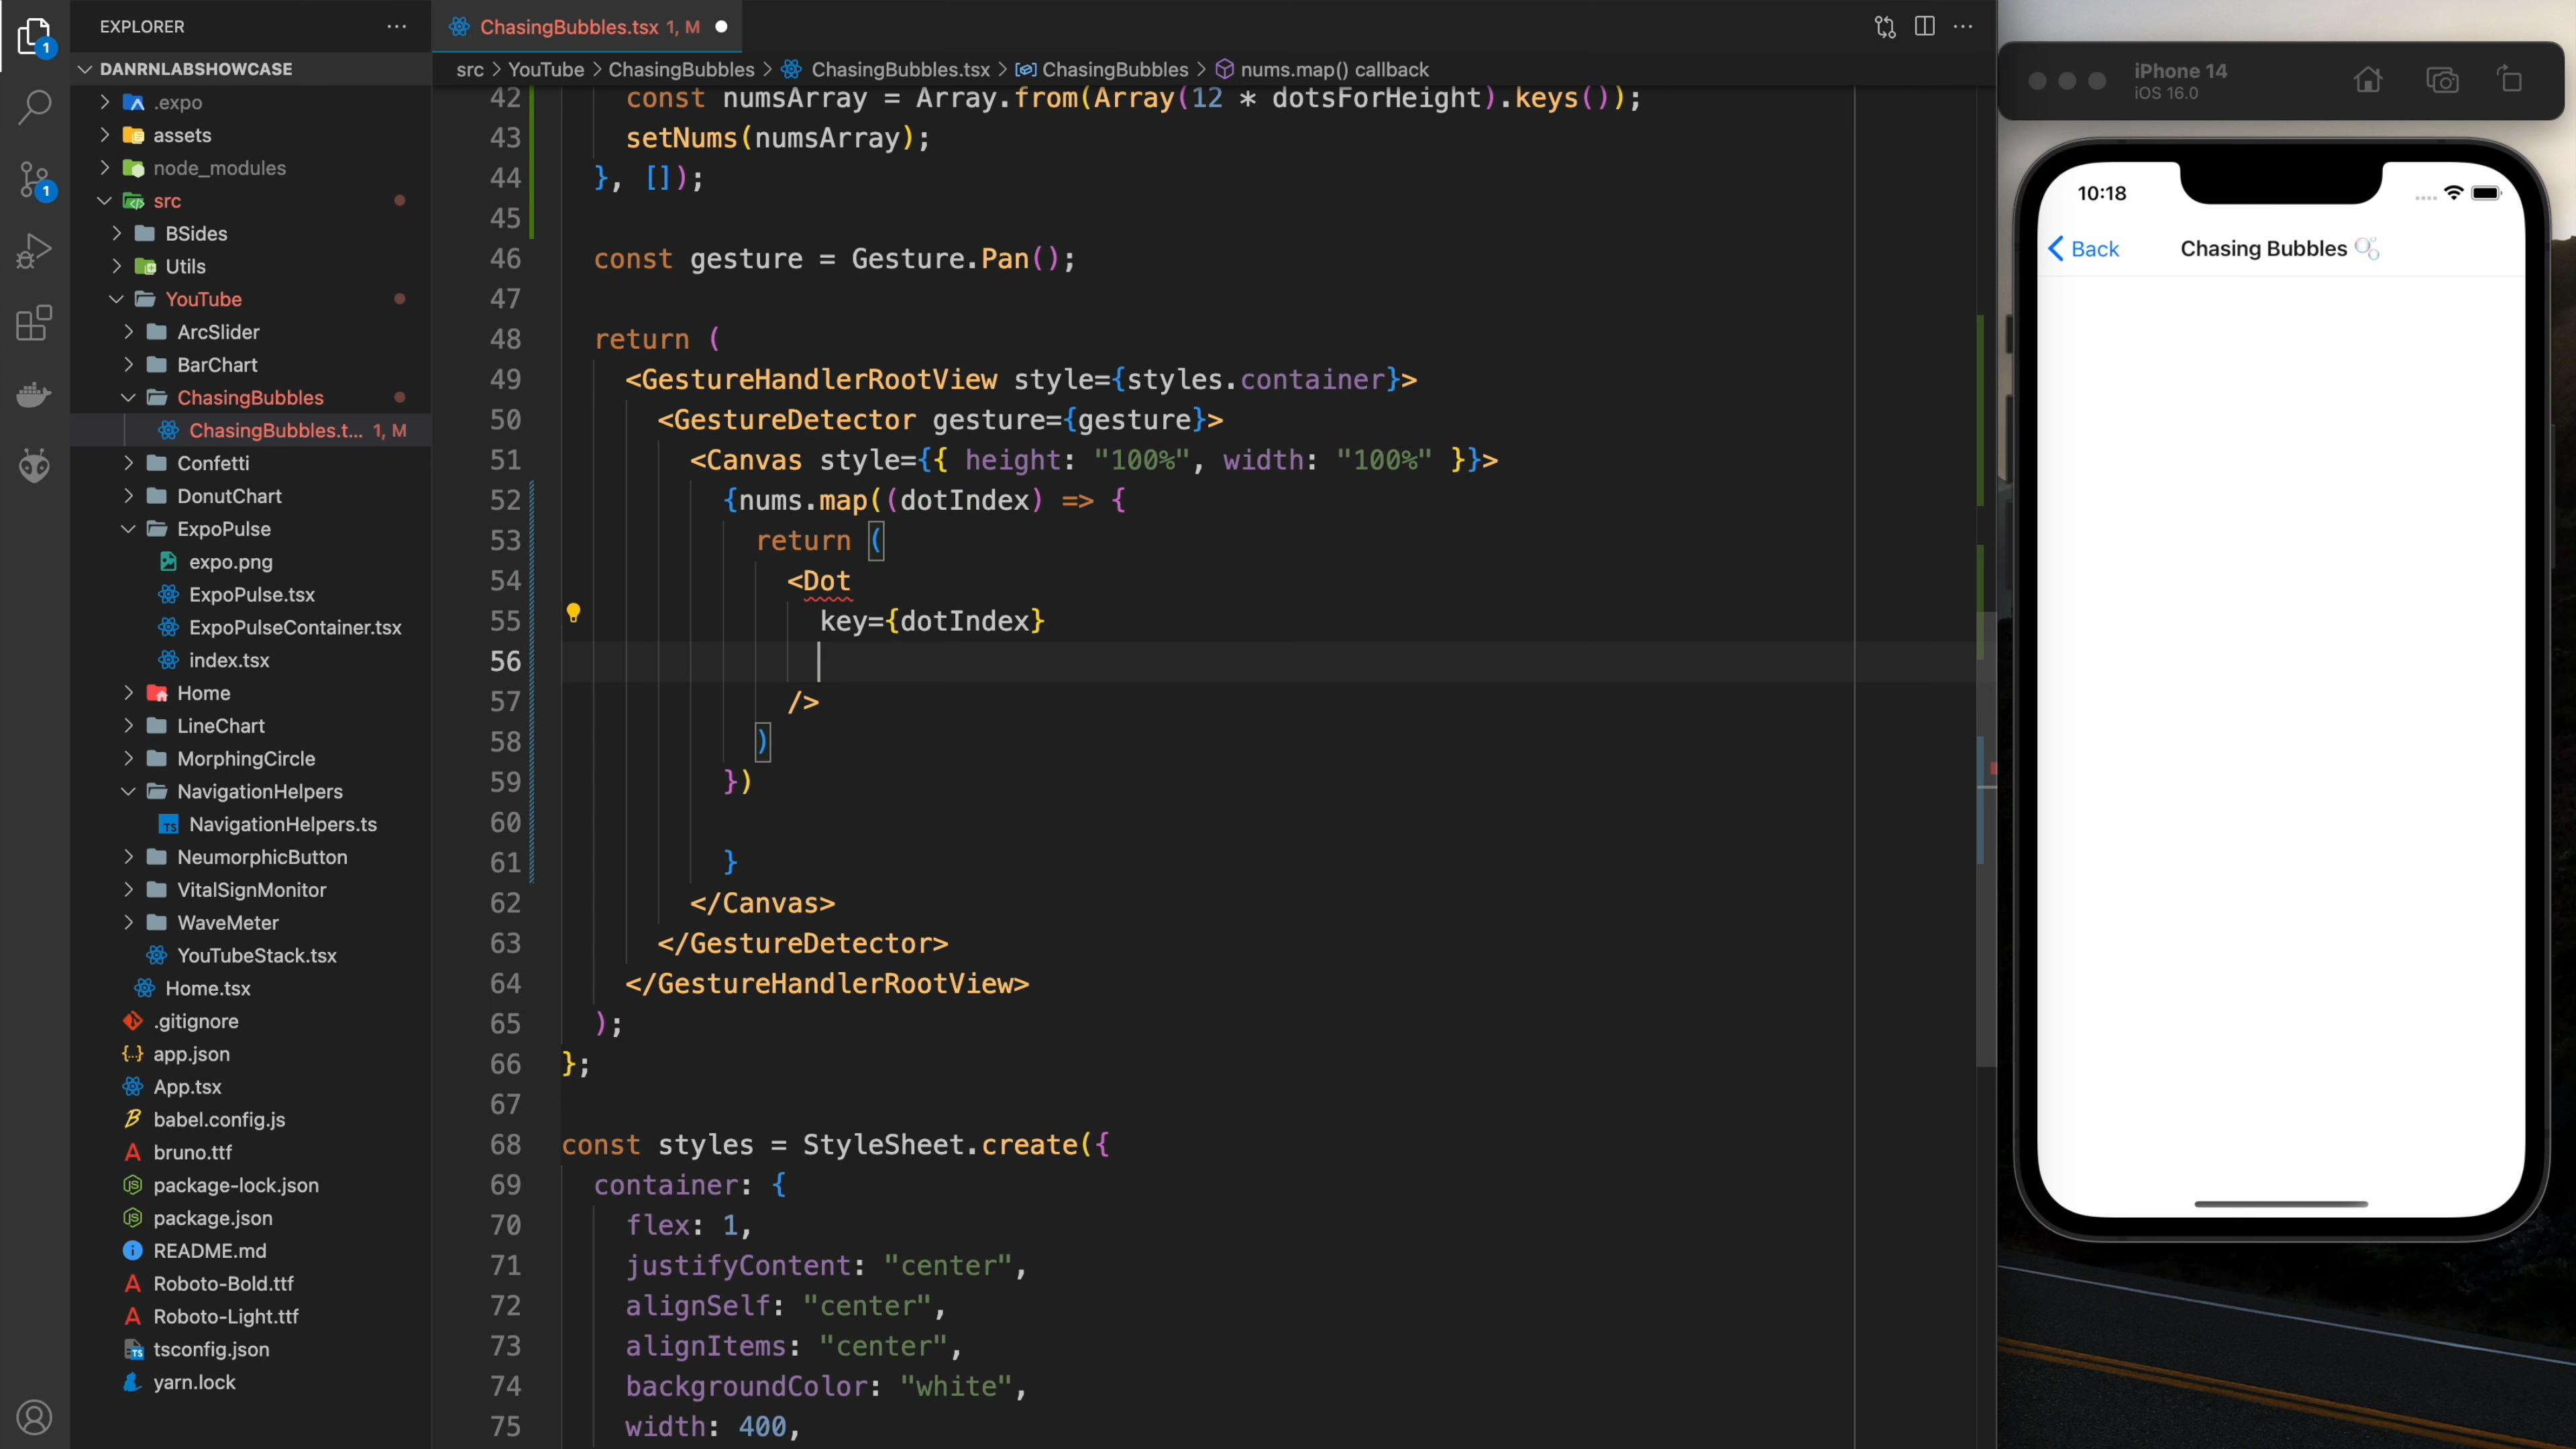 EXPLORER
DANRNLABSHOWCASE
.expo
assets
node_modules
src
BSides
Utils
YouTube
ArcSlider
BarChart
ChasingBubbles
ChasingBubbles.t... 1, M
Confetti
DonutChart
ExpoPulse
expo.png
ExpoPulse.tsx
ExpoPulseContainer.tsx
index.tsx
Home
LineChart
MorphingCircle
NavigationHelpers
NavigationHelpers.ts
NeumorphicButton
VitalSignMonitor
WaveMeter
YouTubeStack.tsx
Home.tsx
.gitignore
app.json
App.tsx
babel.config.js
bruno.ttf
package-lock.json
package.json
README.md
Roboto-Bold.ttf
Roboto-Light.ttf
tsconfig.json
yarn.lock
1
1
ChasingBubbles.tsx 1, M
src > YouTube > ChasingBubbles > ChasingBubbles.tsx > ChasingBubbles > nums.map() callback
42 const numsArray = Array.from(Array(12 * dotsForHeight).keys());
43 setNums(numsArray);
44 }, []);
45
46 const gesture = Gesture.Pan();
47
48 return (
49 <GestureHandlerRootView style={styles.container}>
50 <GestureDetector gesture={gesture}>
51 <Canvas style={{ height: "100%", width: "100%" }}>
52 {nums.map((dotIndex) => {
53 return (
54 <Dot
55 key={dotIndex}
56
57 />
58 )
59 })
60
61 }
62 </Canvas>
63 </GestureDetector>
64 </GestureHandlerRootView>
65 );
66 };
67
68 const styles = StyleSheet.create({
69 container: {
70 flex: 1,
71 justifyContent: "center",
72 alignSelf: "center",
73 alignItems: "center",
74 backgroundColor: "white",
75 width: 400,
iPhone 14
iOS 16.0
10:18
Back
Chasing Bubbles 🫧